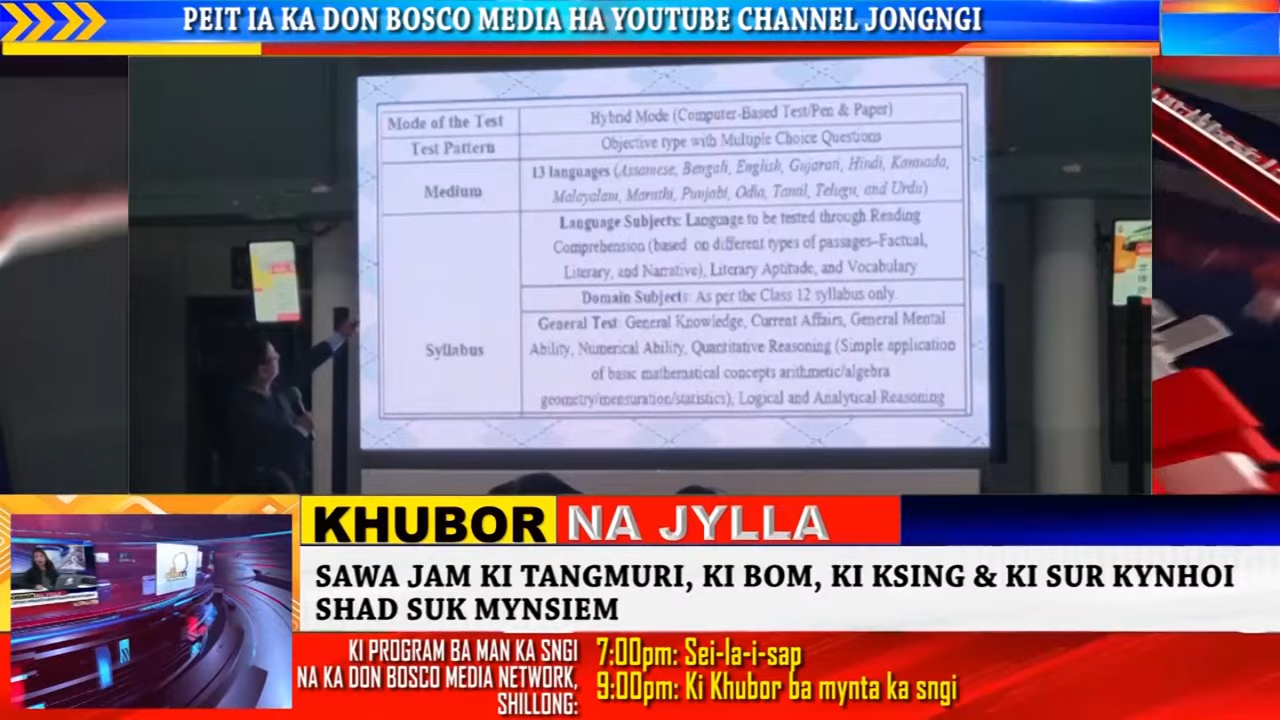 PEIT IA KA DON BOSCO MEDIA HA YOUTUBE CHANNEL JONGNGI
Mode of the Test
Hybrid Mode (Computer-Based Test/Pen & Paper)
Test Pattern
Objective type with Multiple Choice Questions
Medium
13 languages (Assamese, Bengali, English, Gujarati, Hindi, Kannada,
Malayalam, Marathi, Punjabi, Odia, Tamil, Telugu, and Urdu)
Syllabus
Language Subjects: Language to be tested through Reading
Comprehension (based on different types of passages–Factual,
Literary, and Narrative), Literary Aptitude, and Vocabulary
Domain Subjects: As per the Class 12 syllabus only.
General Test: General Knowledge, Current Affairs, General Mental
Ability, Numerical Ability, Quantitative Reasoning (Simple application
of basic mathematical concepts arithmetic/algebra
geometry/mensuration/statistics), Logical and Analytical Reasoning
KHUBOR NA JYLLA
SAWA JAM KI TANGMURI, KI BOM, KI KSING & KI SUR KYNHOI
SHAD SUK MYNSIEM
KI PROGRAM BA MAN KA SNGI
NA KA DON BOSCO MEDIA NETWORK,
SHILLONG:
7:00pm: Sei-la-i-sap
9:00pm: Ki Khubor ba mynta ka sngi